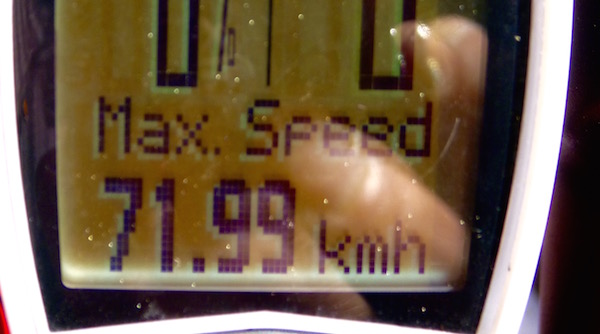 Max. Speed
71.99 kmh